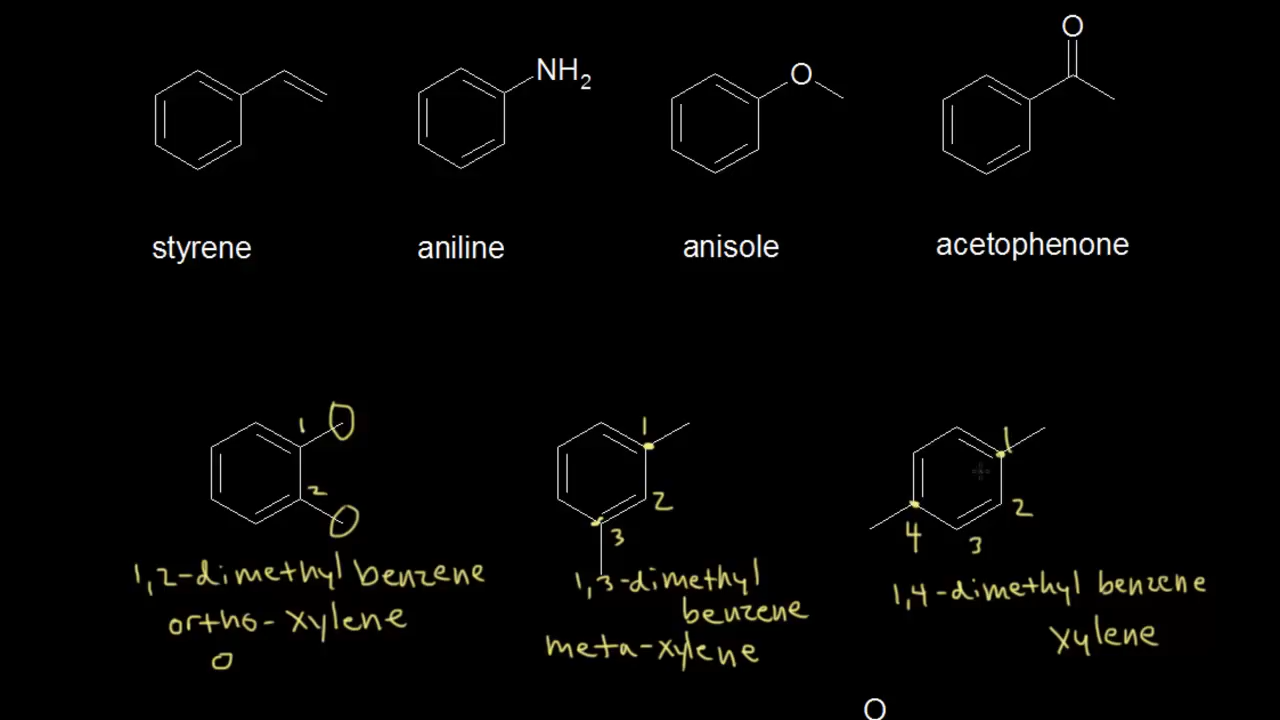 O
NH2
O
styrene
aniline
anisole
acetophenone
1
2
1
2
3
1
2
3
4
1,2-dimethyl benzene
ortho-xylene
o
1,3-dimethyl
benzene
meta-xylene
1,4-dimethyl benzene
xylene
O